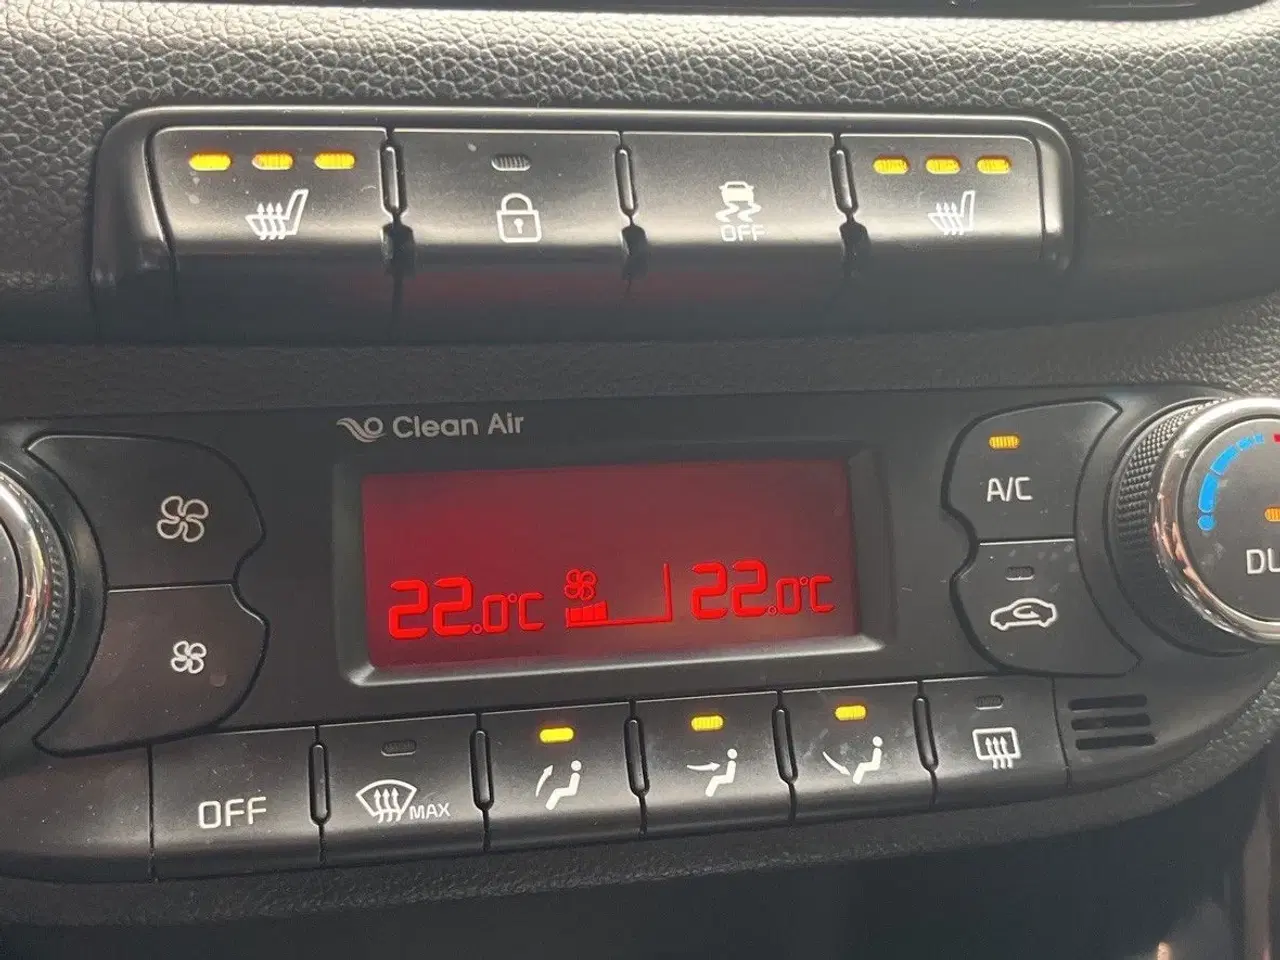 OFF
Clean Air
A/C
22.0°C 22.0°C
DU
OFF
MAX